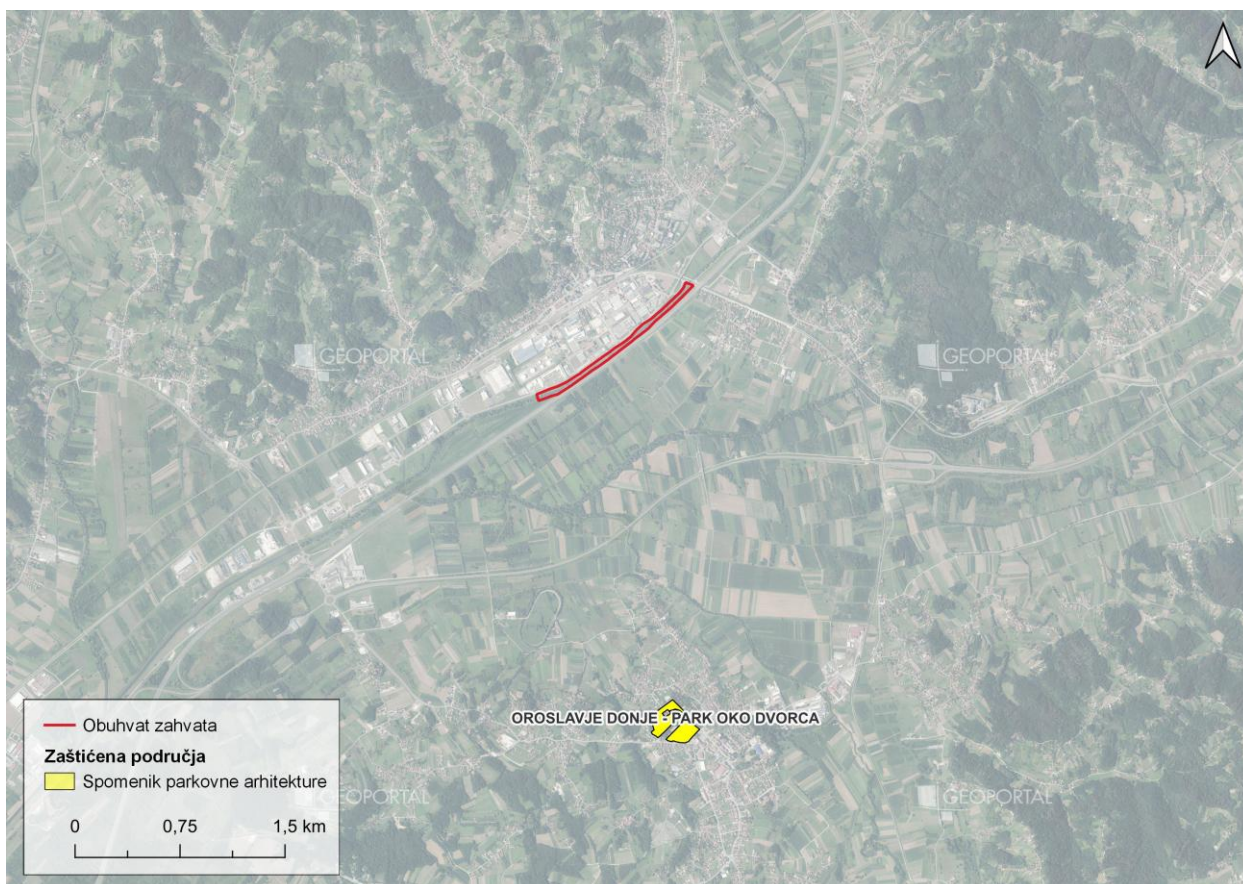 GEOPORTAL
GEOPORTAL
OROSLAVJE DONJE - PARK OKO DVORCA
Obuhvat zahvata
Zaštićena područja
Spomenik parkovne arhitekture
GEOPORTAL
GEOPORTAL
0 0,75 1,5 km